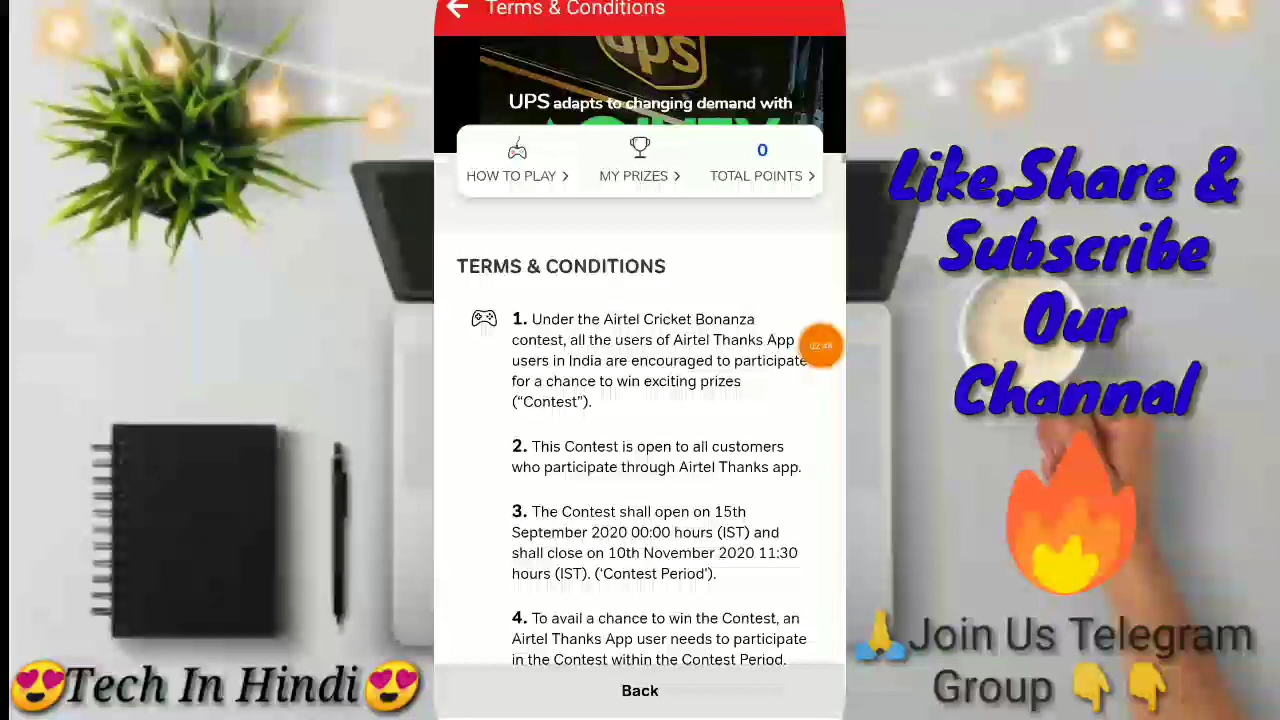 Terms & Conditions
ups
UPS adapts to changing demand with
0
HOW TO PLAY >
MY PRIZES >
TOTAL POINTS >
TERMS & CONDITIONS
1. Under the Airtel Cricket Bonanza
contest, all the users of Airtel Thanks App
users in India are encouraged to participate
for a chance to win exciting prizes
(“Contest”).
2. This Contest is open to all customers
who participate through Airtel Thanks app.
3. The Contest shall open on 15th
September 2020 00:00 hours (IST) and
shall close on 10th November 2020 11:30
hours (IST). (‘Contest Period’).
4. To avail a chance to win the Contest, an
Airtel Thanks App user needs to participate
in the Contest within the Contest Period.
Back
Like,Share &
Subscribe
Our
Channal
🙏Join Us Telegram
Group 👇👇
😍Tech In Hindi😍